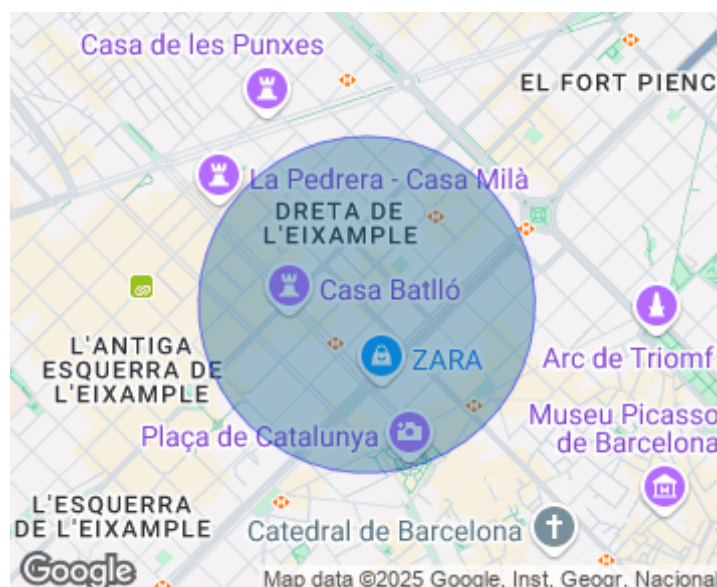 Casa de les Punxes
EL FORT PIENC
La Pedrera - Casa Milà
DRETA DE
L'EIXAMPLE
Casa Batlló
L'ANTIGA
ESQUERRA DE
L'EIXAMPLE
ZARA
Arc de Triomf
Museu Picasso
de Barcelona
Plaça de Catalunya
L'ESQUERRA
DE L'EIXAMPLE
Catedral de Barcelona
Google
Map data ©2025 Google, Inst. Geogr. Nacional